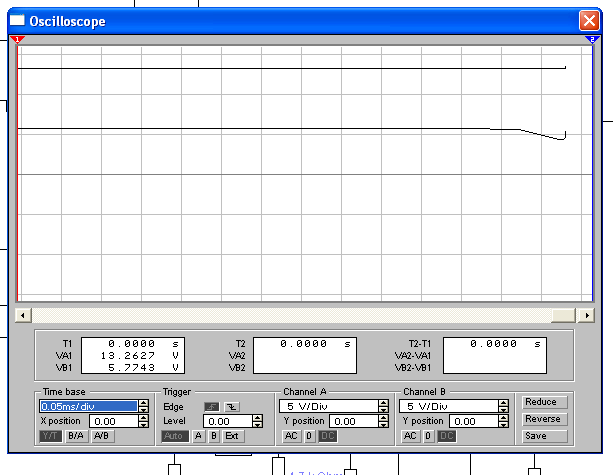 Oscilloscope
1 2
T1 0.0000 s T2 0.0000 s T2-T1 0.0000 s
VA1 13.2627 V VA2 VA2-VA1
VB1 5.7743 V VB2 VB2-VB1
Time base Trigger Channel A Channel B
0.05ms/div Edge 5 V/Div 5 V/Div Reduce
X position 0.00 Level 0.00 Y position 0.00 Y position 0.00 Reverse
Y/T B/A A/B Auto A B Ext AC 0 DC AC 0 DC Save